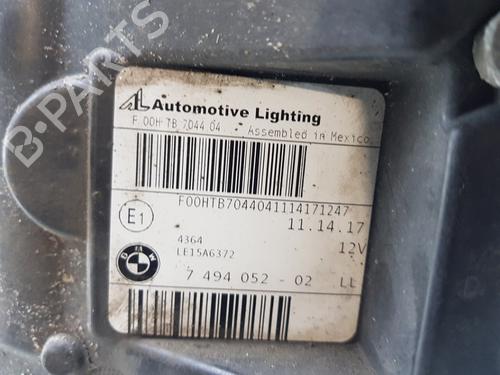 B-PARTS
AL Automotive Lighting
F 00H TB 7044 04 Assembled in Mexico
F00HTB7044041114171247
E1
11.14.17
4364
12V
LE15A6372
BMW
7 494 052 - 02 LL